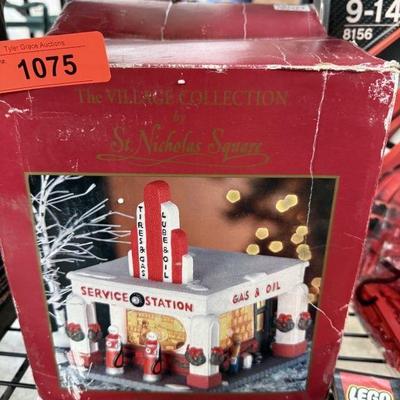 Tyler Grace Auctions
1075
9-14
8156
The VILLAGE COLLECTION
by
St. Nicholas Square
TIRES & GAS
LUBE & OIL
SERVICE STATION
GAS & OIL
LEGO